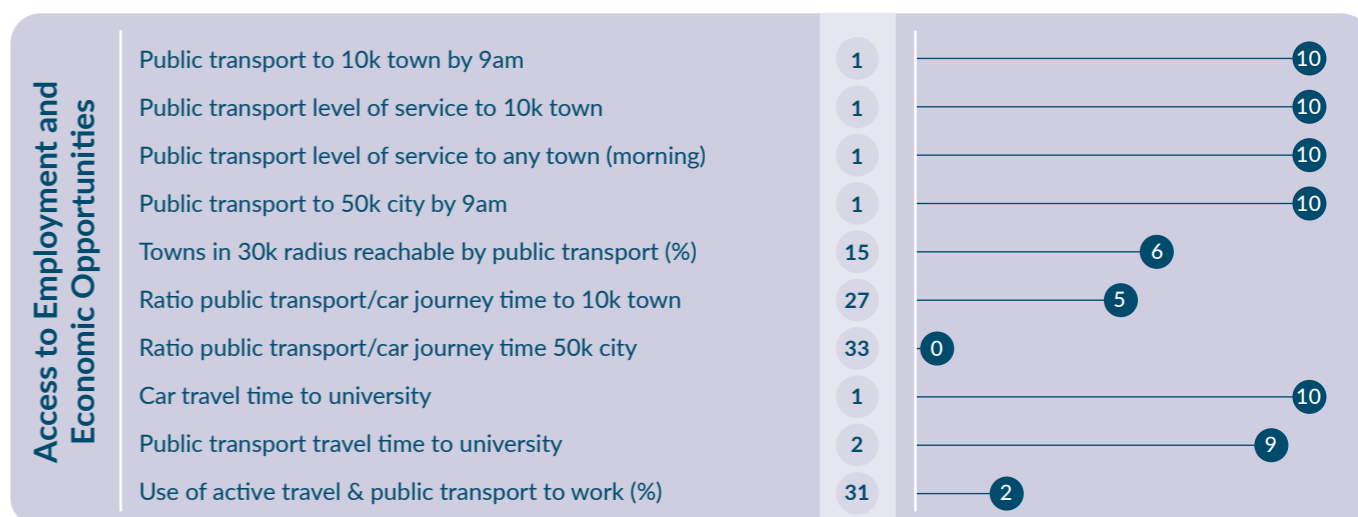 Access to Employment and
Economic Opportunities
Public transport to 10k town by 9am 1 10
Public transport level of service to 10k town 1 10
Public transport level of service to any town (morning) 1 10
Public transport to 50k city by 9am 1 10
Towns in 30k radius reachable by public transport (%) 15 6
Ratio public transport/car journey time to 10k town 27 5
Ratio public transport/car journey time 50k city 33 0
Car travel time to university 1 10
Public transport travel time to university 2 9
Use of active travel & public transport to work (%) 31 2